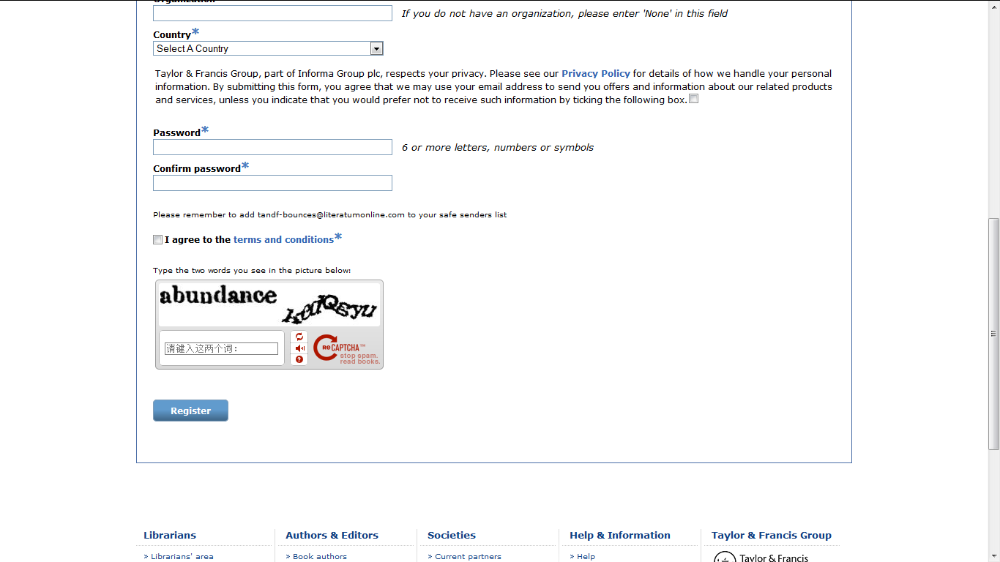 Organization
If you do not have an organization, please enter 'None' in this field
Country*
Select A Country
Taylor & Francis Group, part of Informa Group plc, respects your privacy. Please see our Privacy Policy for details of how we handle your personal
information. By submitting this form, you agree that we may use your email address to send you offers and information about our related products
and services, unless you indicate that you would prefer not to receive such information by ticking the following box.
Password*
6 or more letters, numbers or symbols
Confirm password*
Please remember to add tandf-bounces@literatumonline.com to your safe senders list
I agree to the terms and conditions*
Type the two words you see in the picture below:
abundance
请键入这两个词：
reCAPTCHA™
stop spam.
read books.
Register
Librarians
Authors & Editors
Societies
Help & Information
Taylor & Francis Group
» Librarians' area
» Book authors
» Current partners
» Help
Taylor & Francis